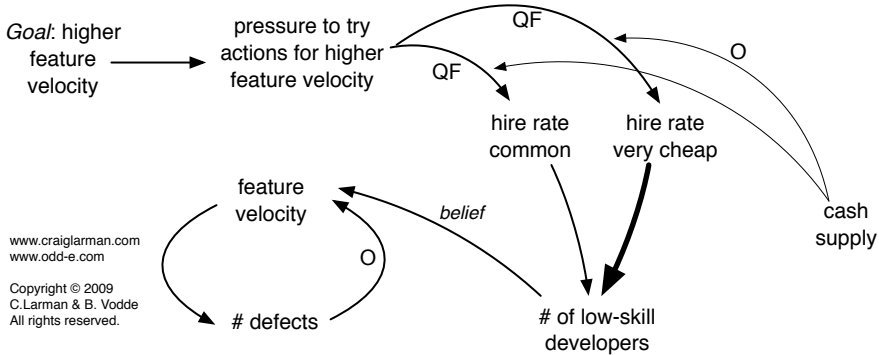 Goal: higher
feature
velocity
pressure to try
actions for higher
feature velocity
QF
QF
O
hire rate
common
hire rate
very cheap
cash
supply
feature
velocity
belief
O
# defects
# of low-skill
developers
www.craiglarman.com
www.odd-e.com
Copyright © 2009
C.Larman & B. Vodde
All rights reserved.